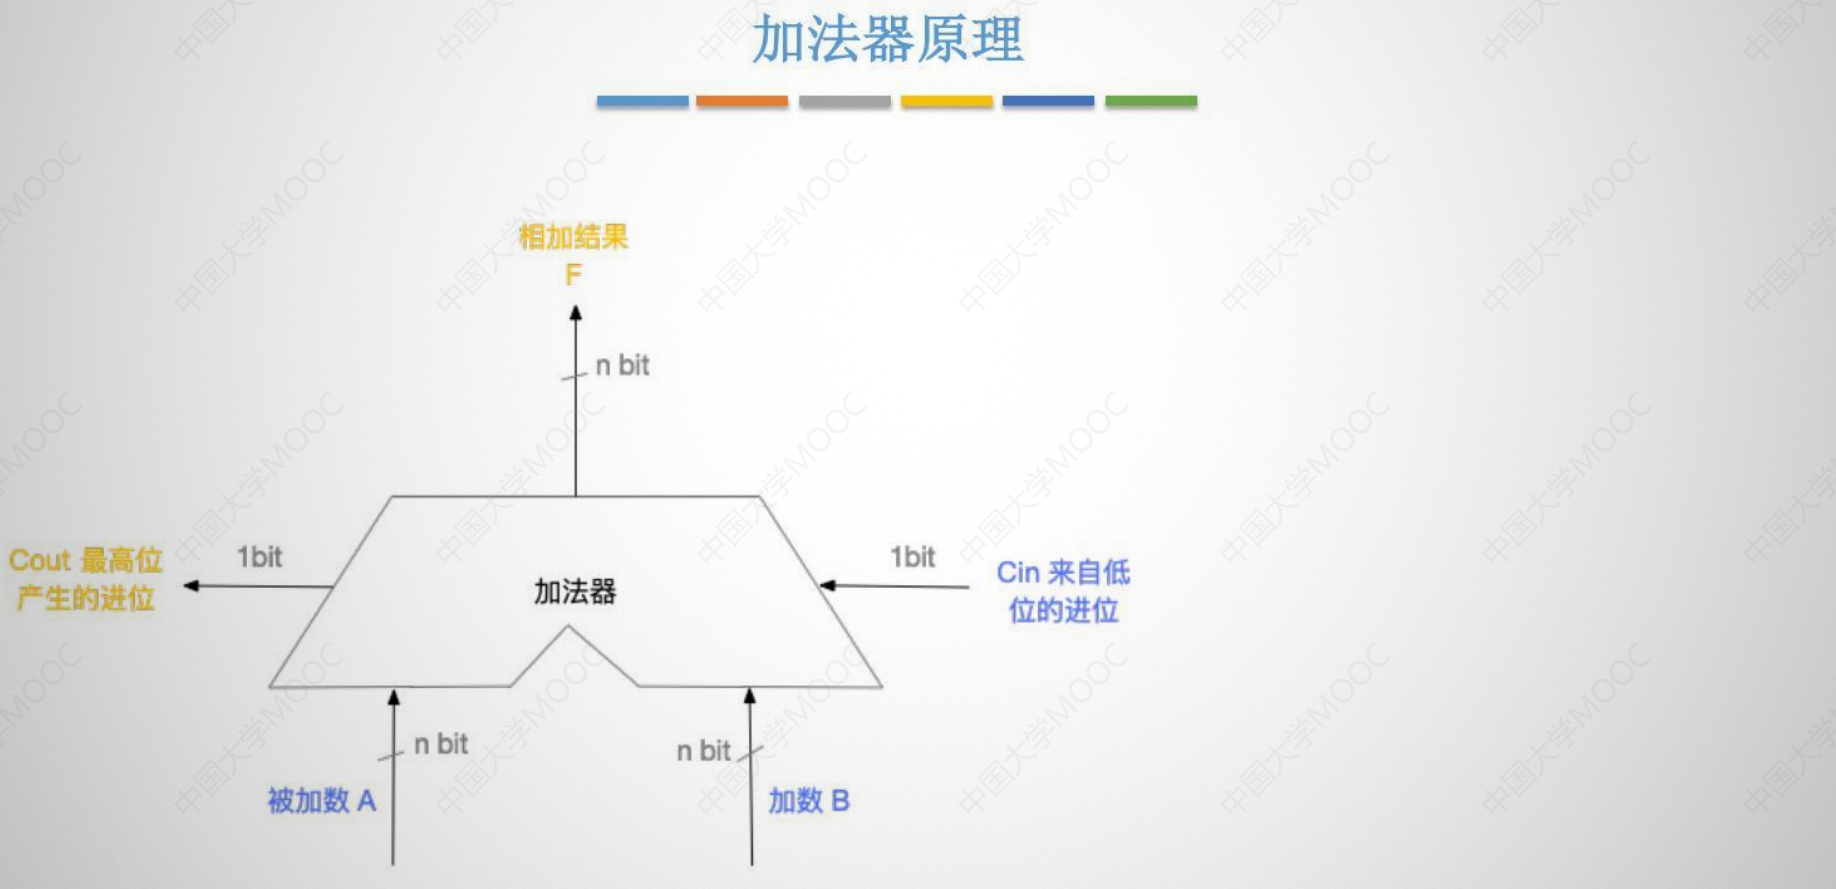 加法器原理
相加结果
F
n bit
Cout 最高位
产生的进位
1bit
加法器
1bit
Cin 来自低
位的进位
n bit
被加数 A
n bit
加数 B
中国大学MOOC